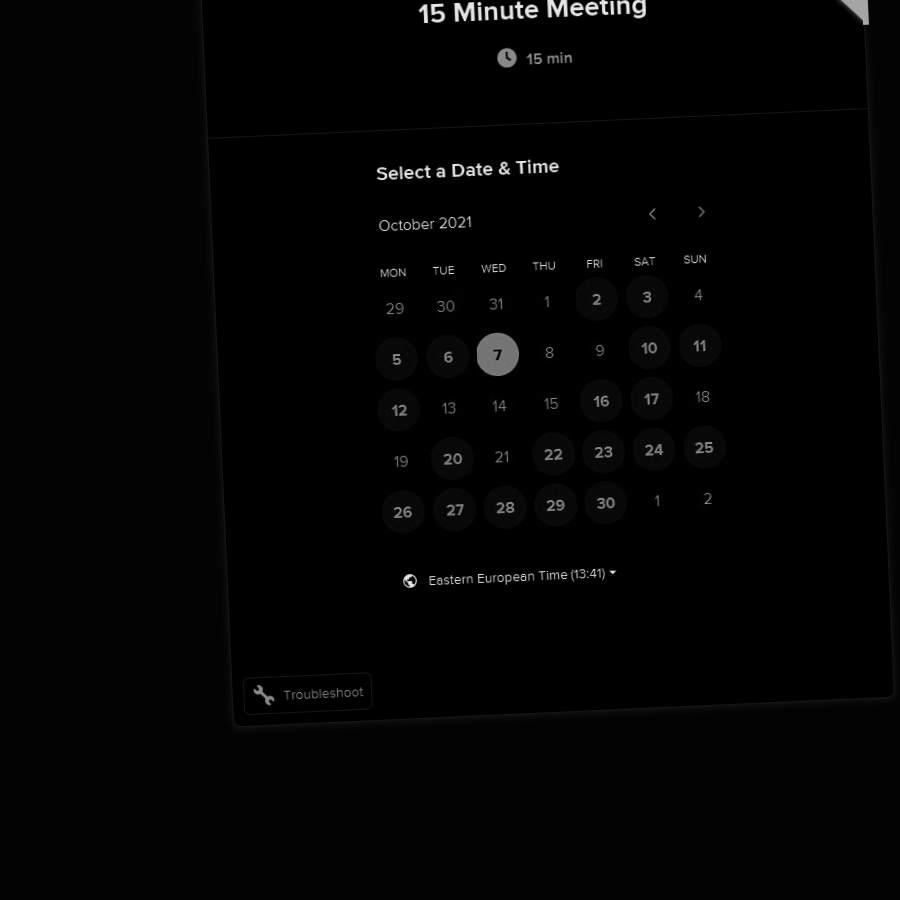 15 Minute Meeting
15 min
Select a Date & Time
October 2021
MON TUE WED THU FRI SAT SUN
29 30 31 1 2 3 4
5 6 7 8 9 10 11
12 13 14 15 16 17 18
19 20 21 22 23 24 25
26 27 28 29 30 1 2
Eastern European Time (13:41)
Troubleshoot